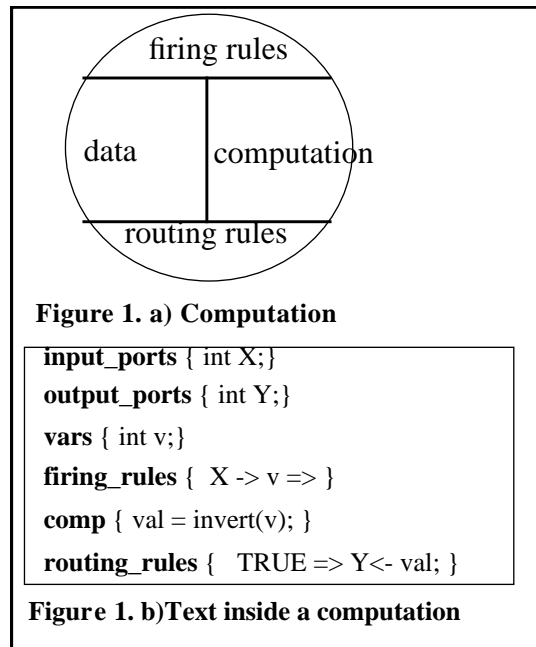 firing rules
data computation
routing rules
Figure 1. a) Computation
input_ports { int X;}
output_ports { int Y;}
vars { int v;}
firing_rules {  X -> v => }
comp { val = invert(v); }
routing_rules {   TRUE => Y<- val; }
Figure 1. b)Text inside a computation